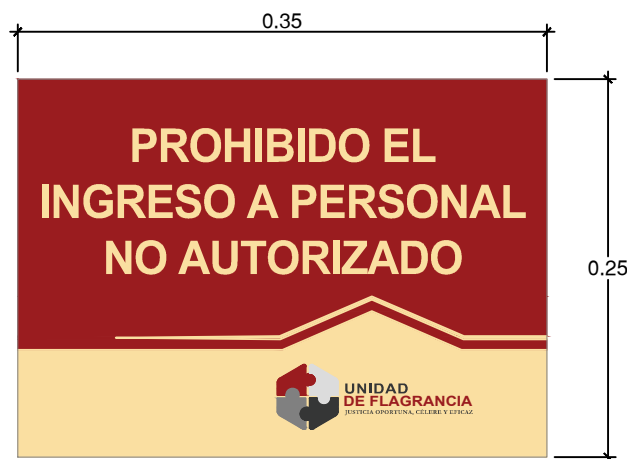 0.35
PROHIBIDO EL
INGRESO A PERSONAL
NO AUTORIZADO
0.25
UNIDAD
DE FLAGRANCIA
JUSTICIA OPORTUNA, CÉLERE Y EFICAZ